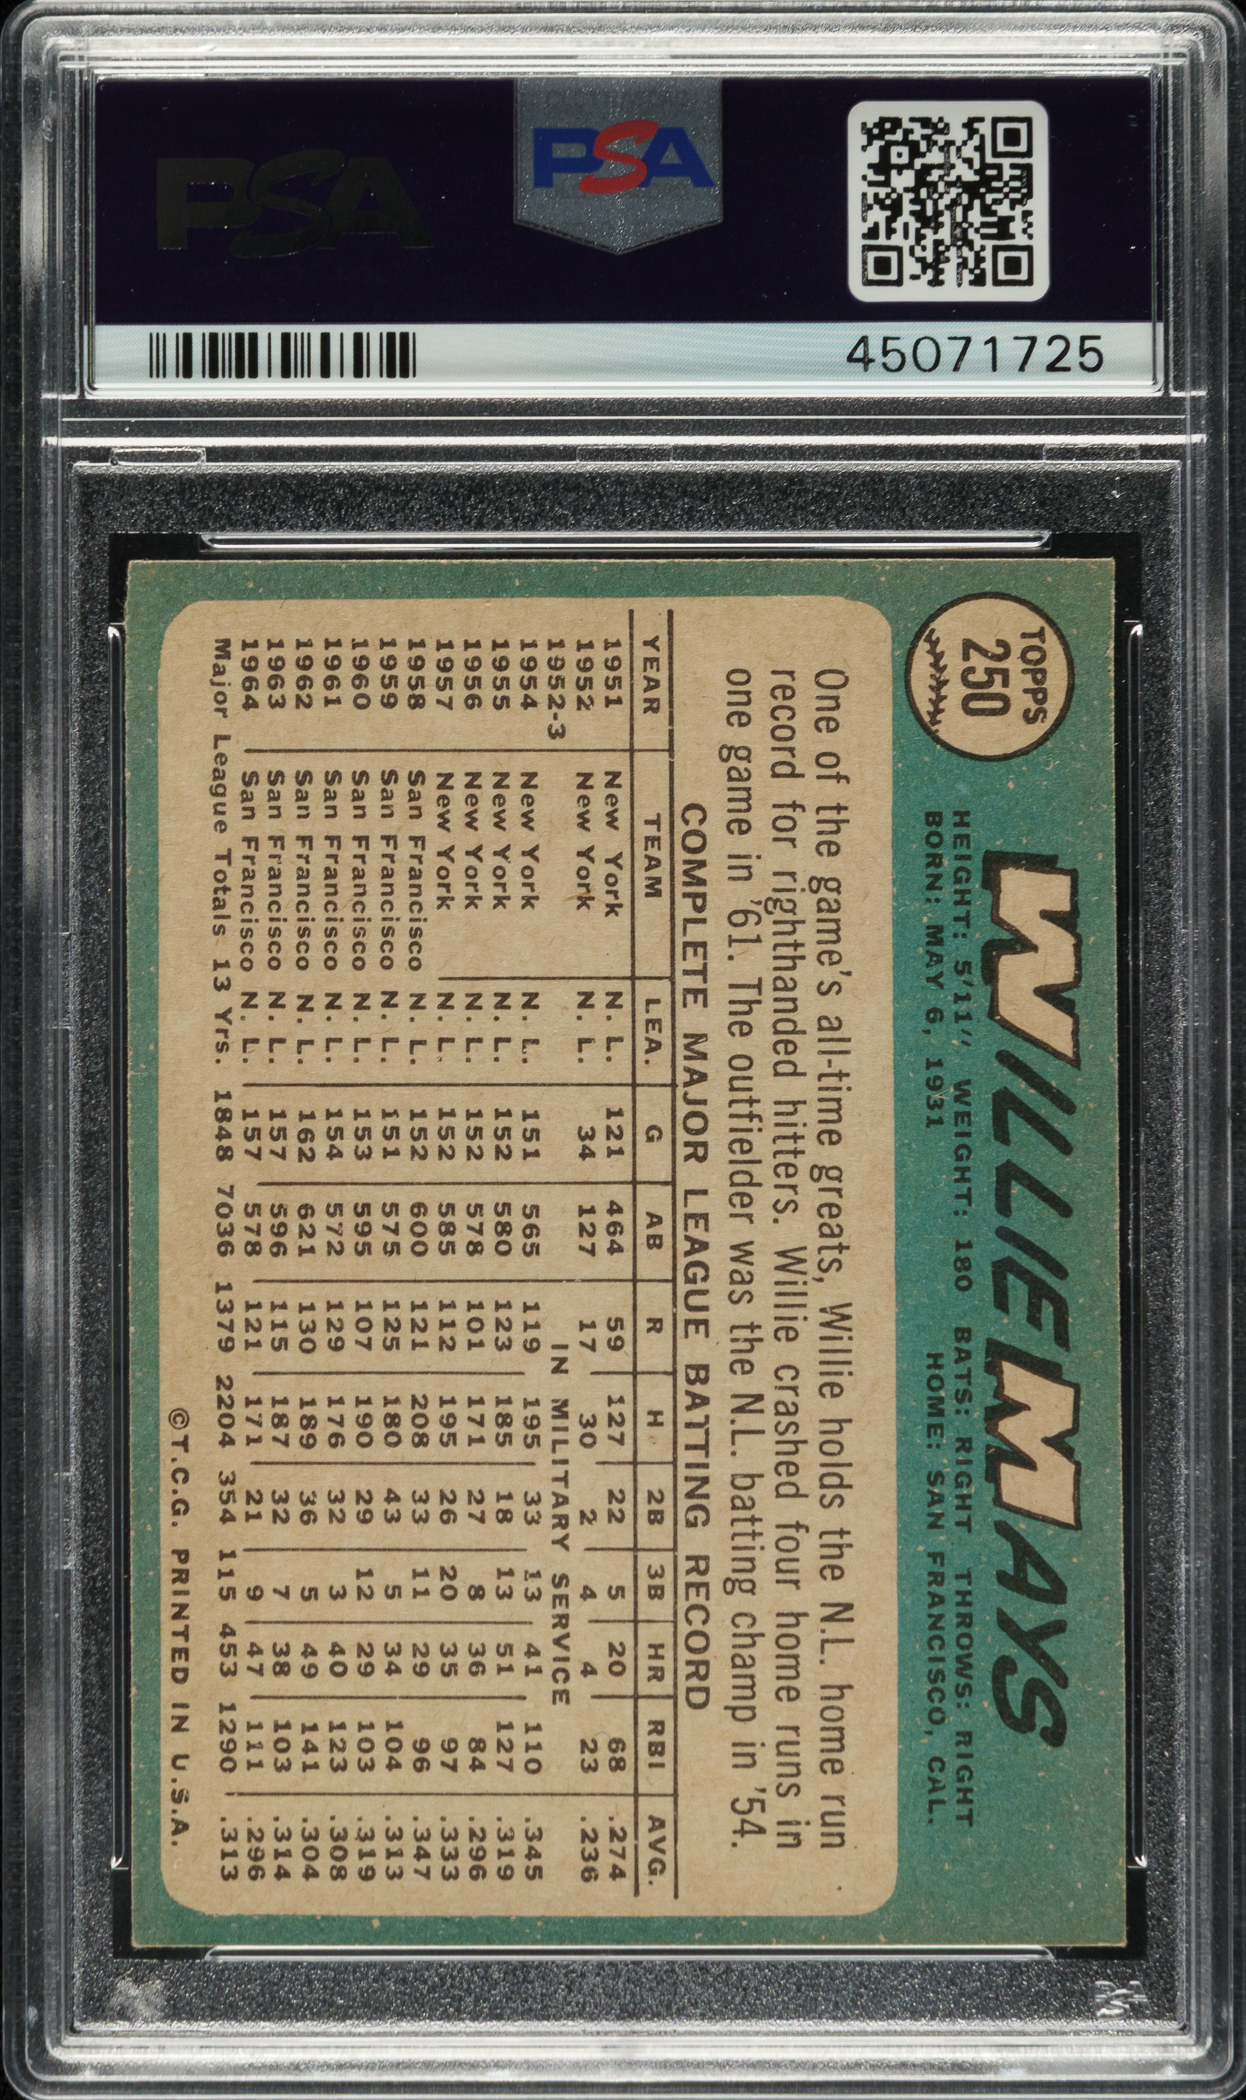 PSA
PSA
45071725
TOPPS
250
WILLIE MAYS
HEIGHT: 5'11" WEIGHT: 180 BATS: RIGHT THROWS: RIGHT
BORN: MAY 6, 1931 HOME: SAN FRANCISCO, CAL.
One of the game's all-time greats, Willie holds the N.L. home run
record for righthanded hitters. Willie crashed four home runs in
one game in '61. The outfielder was the N.L. batting champ in '54.
COMPLETE MAJOR LEAGUE BATTING RECORD
YEAR TEAM LEA. G AB R H 2B 3B HR RBI AVG.
1951 New York N. L. 121 464 59 127 22 5 20 68 .274
1952 New York N. L. 34 127 17 30 2 4 4 23 .236
1952-3 IN MILITARY SERVICE
1954 New York N. L. 151 565 119 195 33 13 41 110 .345
1955 New York N. L. 152 580 123 185 18 13 51 127 .319
1956 New York N. L. 152 578 101 171 27 8 36 84 .296
1957 New York N. L. 152 585 112 195 26 20 35 97 .333
1958 San Francisco N. L. 152 600 121 208 33 11 29 96 .347
1959 San Francisco N. L. 151 575 125 180 43 5 34 104 .313
1960 San Francisco N. L. 153 595 107 190 29 12 29 103 .319
1961 San Francisco N. L. 154 572 129 176 32 3 40 123 .308
1962 San Francisco N. L. 162 621 130 189 36 5 49 141 .304
1963 San Francisco N. L. 157 596 115 187 32 7 38 103 .314
1964 San Francisco N. L. 157 578 121 171 21 9 47 111 .296
Major League Totals 13 Yrs. 1848 7036 1379 2204 354 115 453 1290 .313
©T.C.G. PRINTED IN U.S.A.
PSA